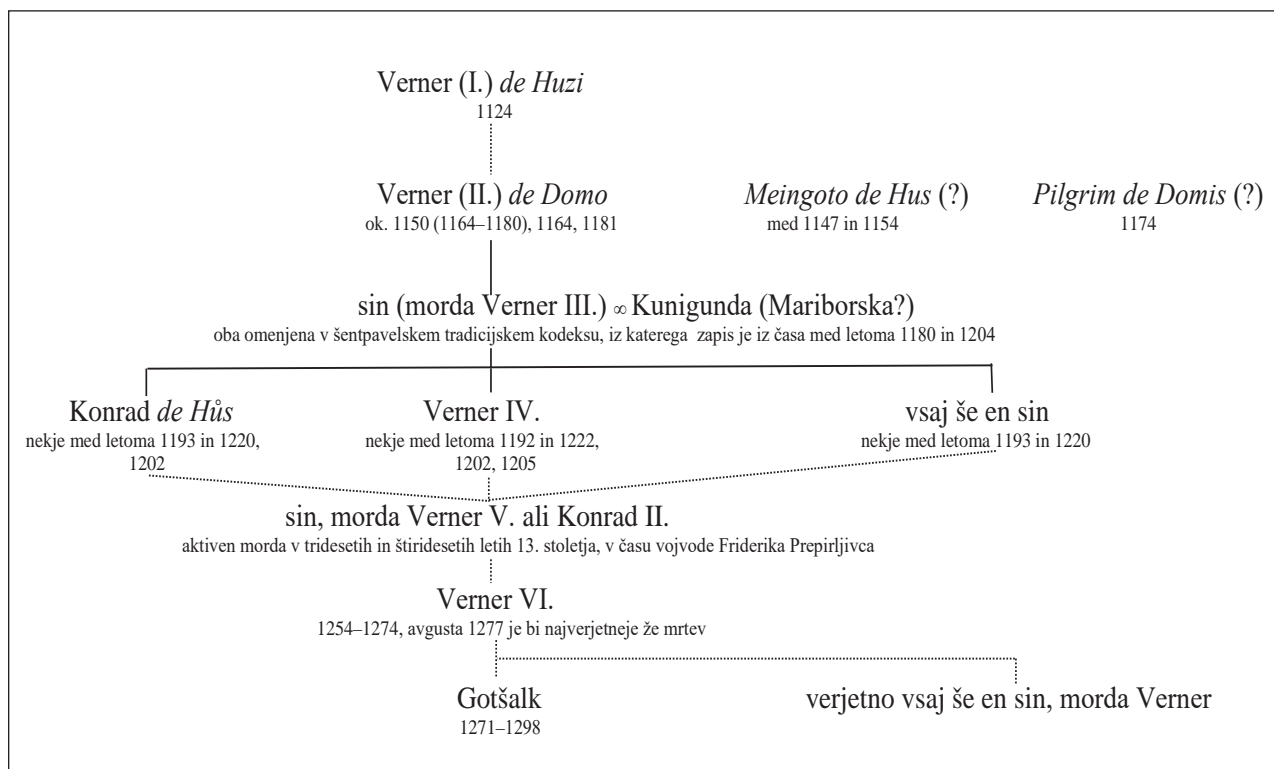 Verner (I.) de Huzi
1124
Verner (II.) de Domo
ok. 1150 (1164–1180), 1164, 1181
Meingoto de Hus (?)
med 1147 in 1154
Pilgrim de Domis (?)
1174
sin (morda Verner III.) ∞ Kunigunda (Mariborska?)
oba omenjena v šentpavelskem tradicijskem kodeksu, iz katerega zapis je iz časa med letoma 1180 in 1204
Konrad de Hůs
nekje med letoma 1193 in 1220,
1202
Verner IV.
nekje med letoma 1192 in 1222,
1202, 1205
vsaj še en sin
nekje med letoma 1193 in 1220
sin, morda Verner V. ali Konrad II.
aktiven morda v tridesetih in štiridesetih letih 13. stoletja, v času vojvode Friderika Prepirljivca
Verner VI.
1254–1274, avgusta 1277 je bi najverjetneje že mrtev
Gotšalk
1271–1298
verjetno vsaj še en sin, morda Verner